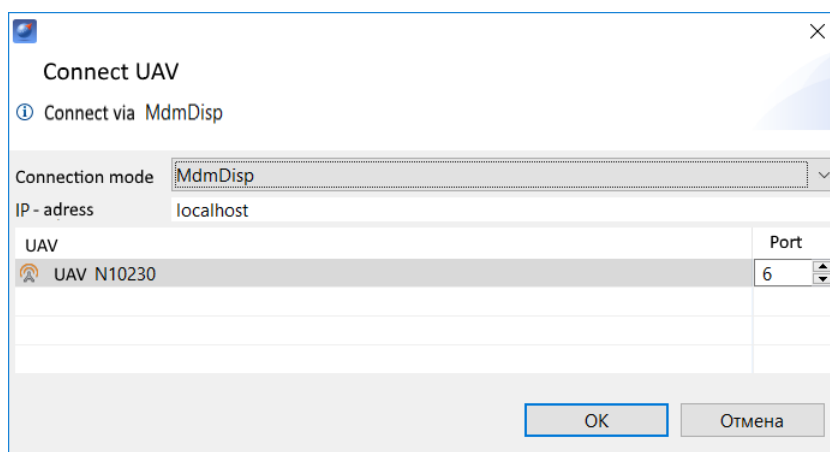 Connect UAV
Connect via MdmDisp
Connection mode MdmDisp
IP - adress localhost
UAV Port
UAV N10230 6
OK Отмена